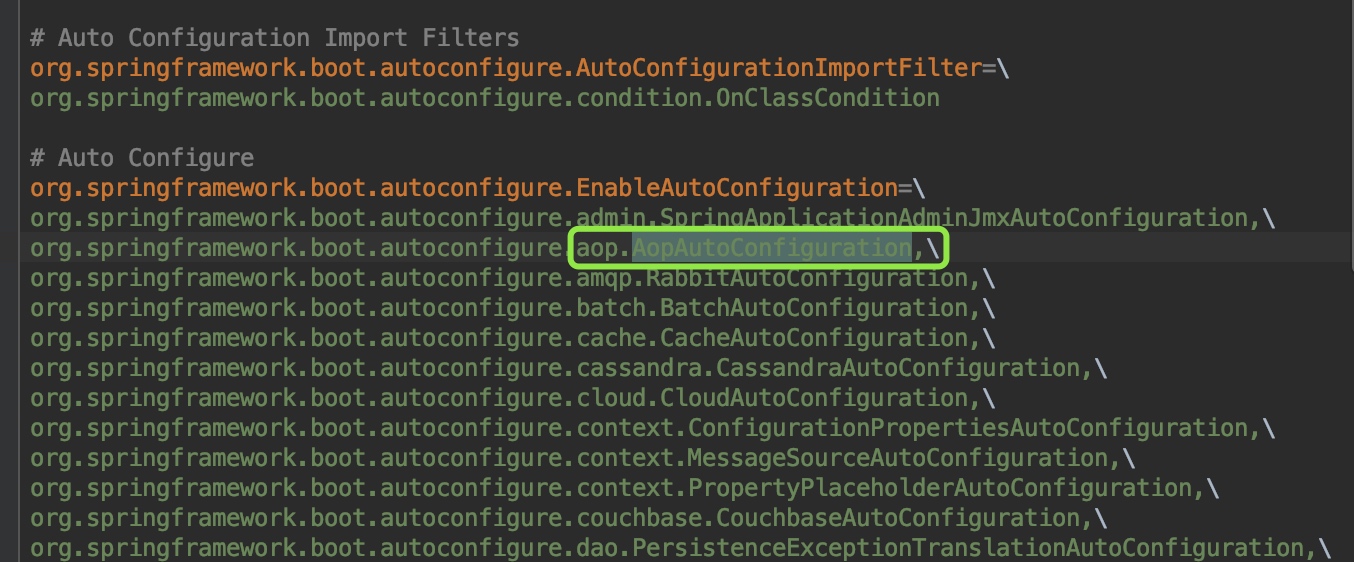 # Auto Configuration Import Filters
org.springframework.boot.autoconfigure.AutoConfigurationImportFilter=\
org.springframework.boot.autoconfigure.condition.OnClassCondition
# Auto Configure
org.springframework.boot.autoconfigure.EnableAutoConfiguration=\
org.springframework.boot.autoconfigure.admin.SpringApplicationAdminJmxAutoConfiguration,\
org.springframework.boot.autoconfigure.aop.AopAutoConfiguration,\
org.springframework.boot.autoconfigure.amqp.RabbitAutoConfiguration,\
org.springframework.boot.autoconfigure.batch.BatchAutoConfiguration,\
org.springframework.boot.autoconfigure.cache.CacheAutoConfiguration,\
org.springframework.boot.autoconfigure.cassandra.CassandraAutoConfiguration,\
org.springframework.boot.autoconfigure.cloud.CloudAutoConfiguration,\
org.springframework.boot.autoconfigure.context.ConfigurationPropertiesAutoConfiguration,\
org.springframework.boot.autoconfigure.context.MessageSourceAutoConfiguration,\
org.springframework.boot.autoconfigure.context.PropertyPlaceholderAutoConfiguration,\
org.springframework.boot.autoconfigure.couchbase.CouchbaseAutoConfiguration,\
org.springframework.boot.autoconfigure.dao.PersistenceExceptionTranslationAutoConfiguration,\